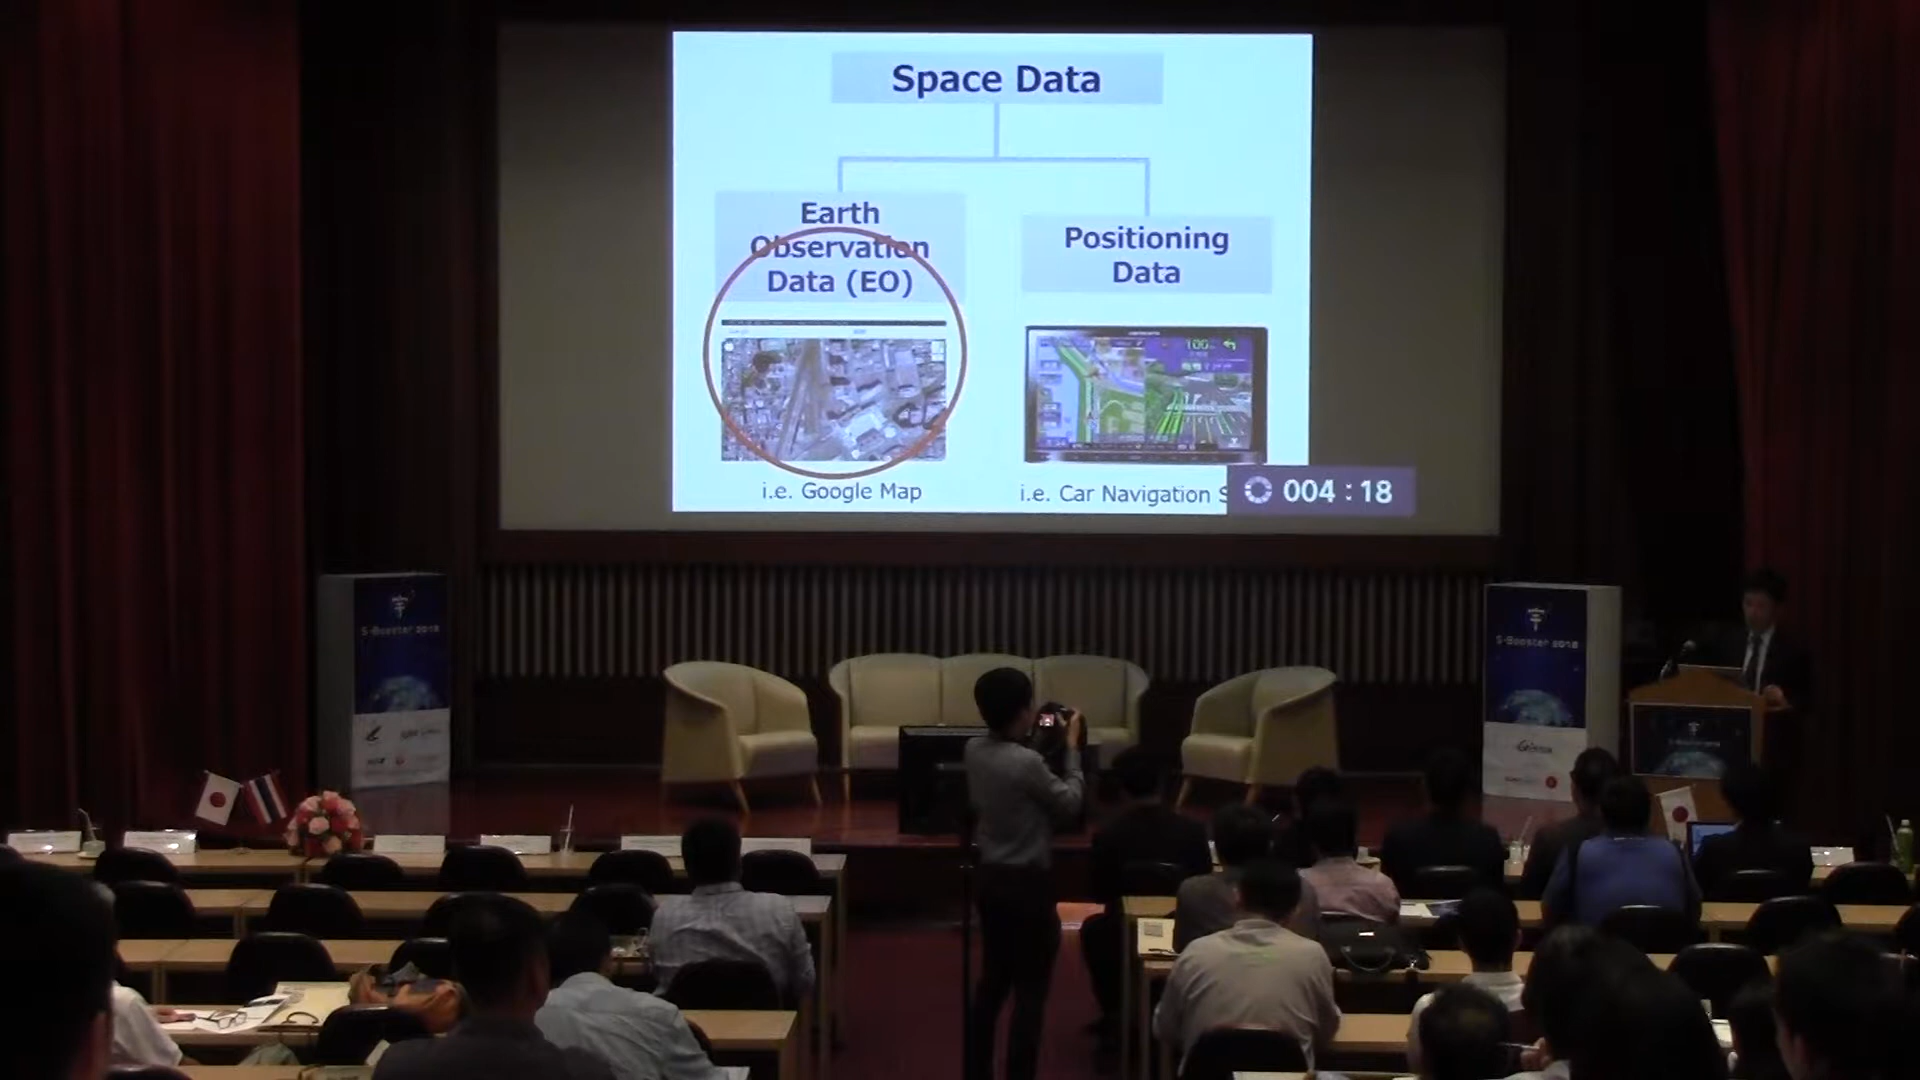 Space Data
Earth
Observation
Data (EO)
Positioning
Data
i.e. Google Map
i.e. Car Navigation S
004 : 18
S-Booster 2018
S-Booster 2018